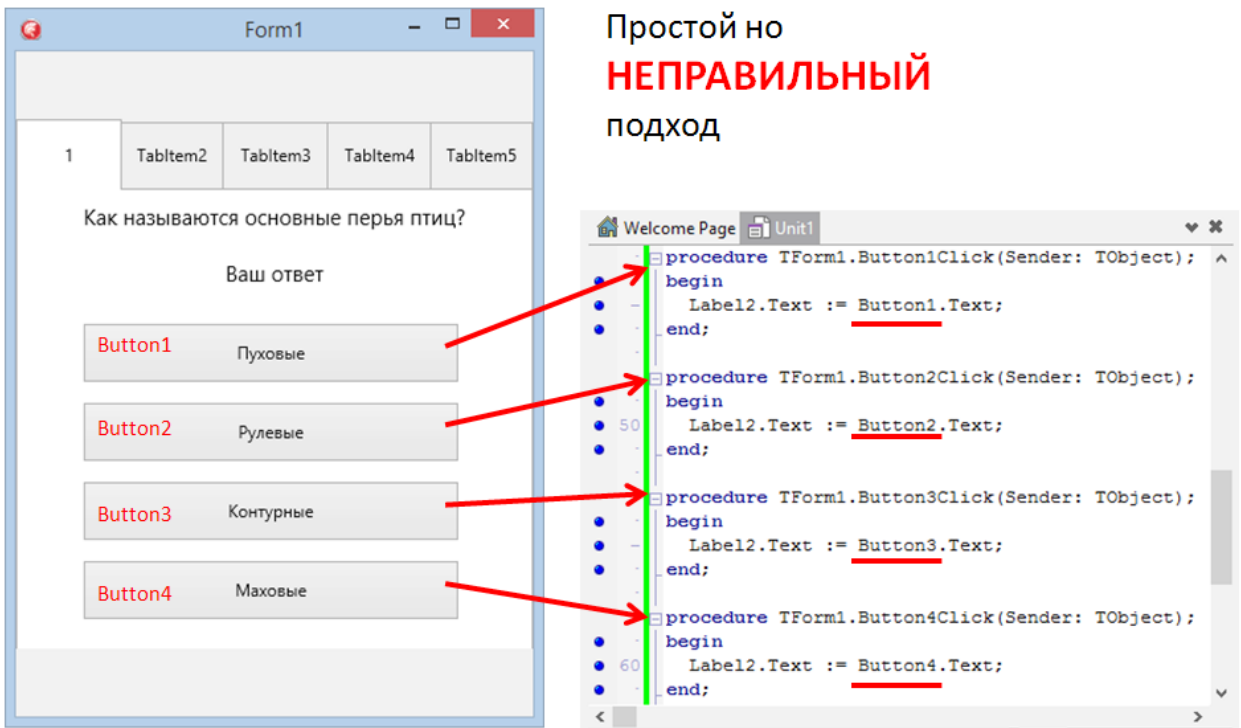 Form1
1
TabItem2
TabItem3
TabItem4
TabItem5
Как называются основные перья птиц?
Ваш ответ
Button1
Пуховые
Button2
Рулевые
Button3
Контурные
Button4
Маховые
Простой но
НЕПРАВИЛЬНЫЙ
подход
Welcome Page
Unit1
procedure TForm1.Button1Click(Sender: TObject);
begin
Label2.Text := Button1.Text;
end;
procedure TForm1.Button2Click(Sender: TObject);
begin
50 Label2.Text := Button2.Text;
end;
procedure TForm1.Button3Click(Sender: TObject);
begin
Label2.Text := Button3.Text;
end;
procedure TForm1.Button4Click(Sender: TObject);
begin
60 Label2.Text := Button4.Text;
end;